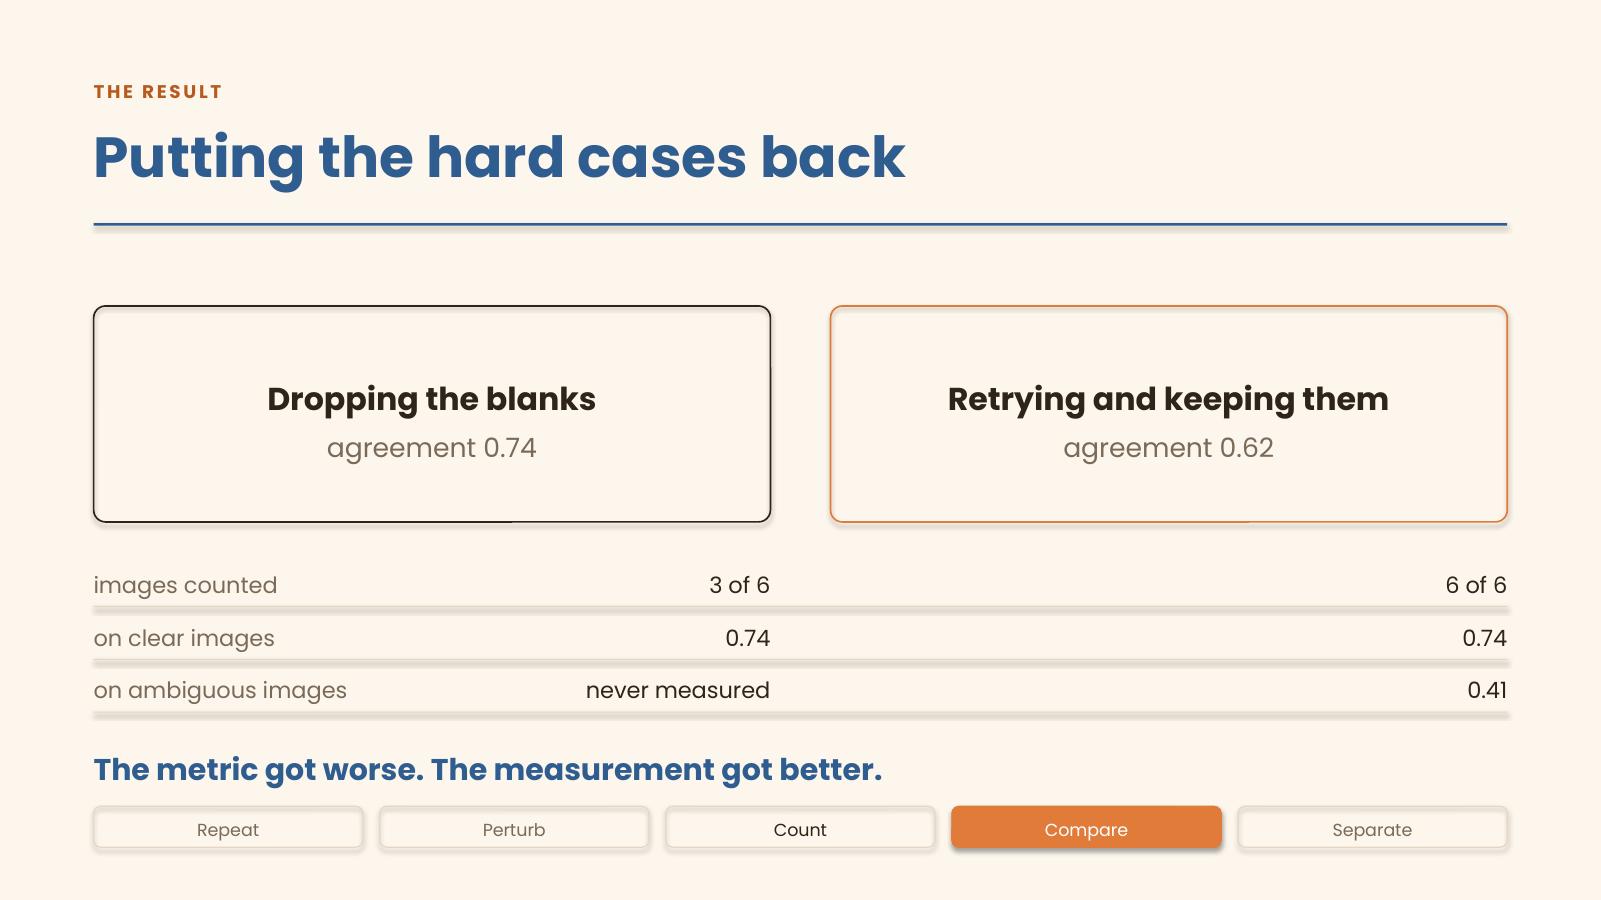 THE RESULT
Putting the hard cases back
Dropping the blanks
agreement 0.74
Retrying and keeping them
agreement 0.62
images counted 3 of 6 6 of 6
on clear images 0.74 0.74
on ambiguous images never measured 0.41
The metric got worse. The measurement got better.
Repeat Perturb Count Compare Separate